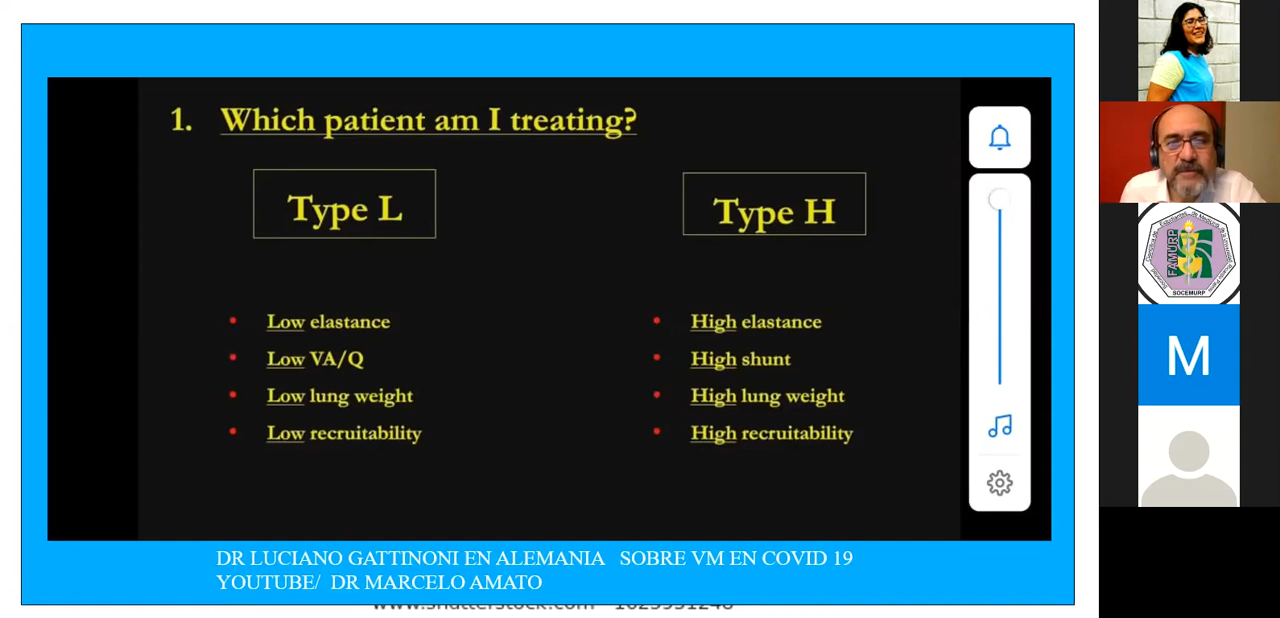 1. Which patient am I treating?
Type L
Type H
• Low elastance
• Low VA/Q
• Low lung weight
• Low recruitability
• High elastance
• High shunt
• High lung weight
• High recruitability
DR LUCIANO GATTINONI EN ALEMANIA SOBRE VM EN COVID 19
YOUTUBE/ DR MARCELO AMATO
FAMURP
SOCEMURP
M